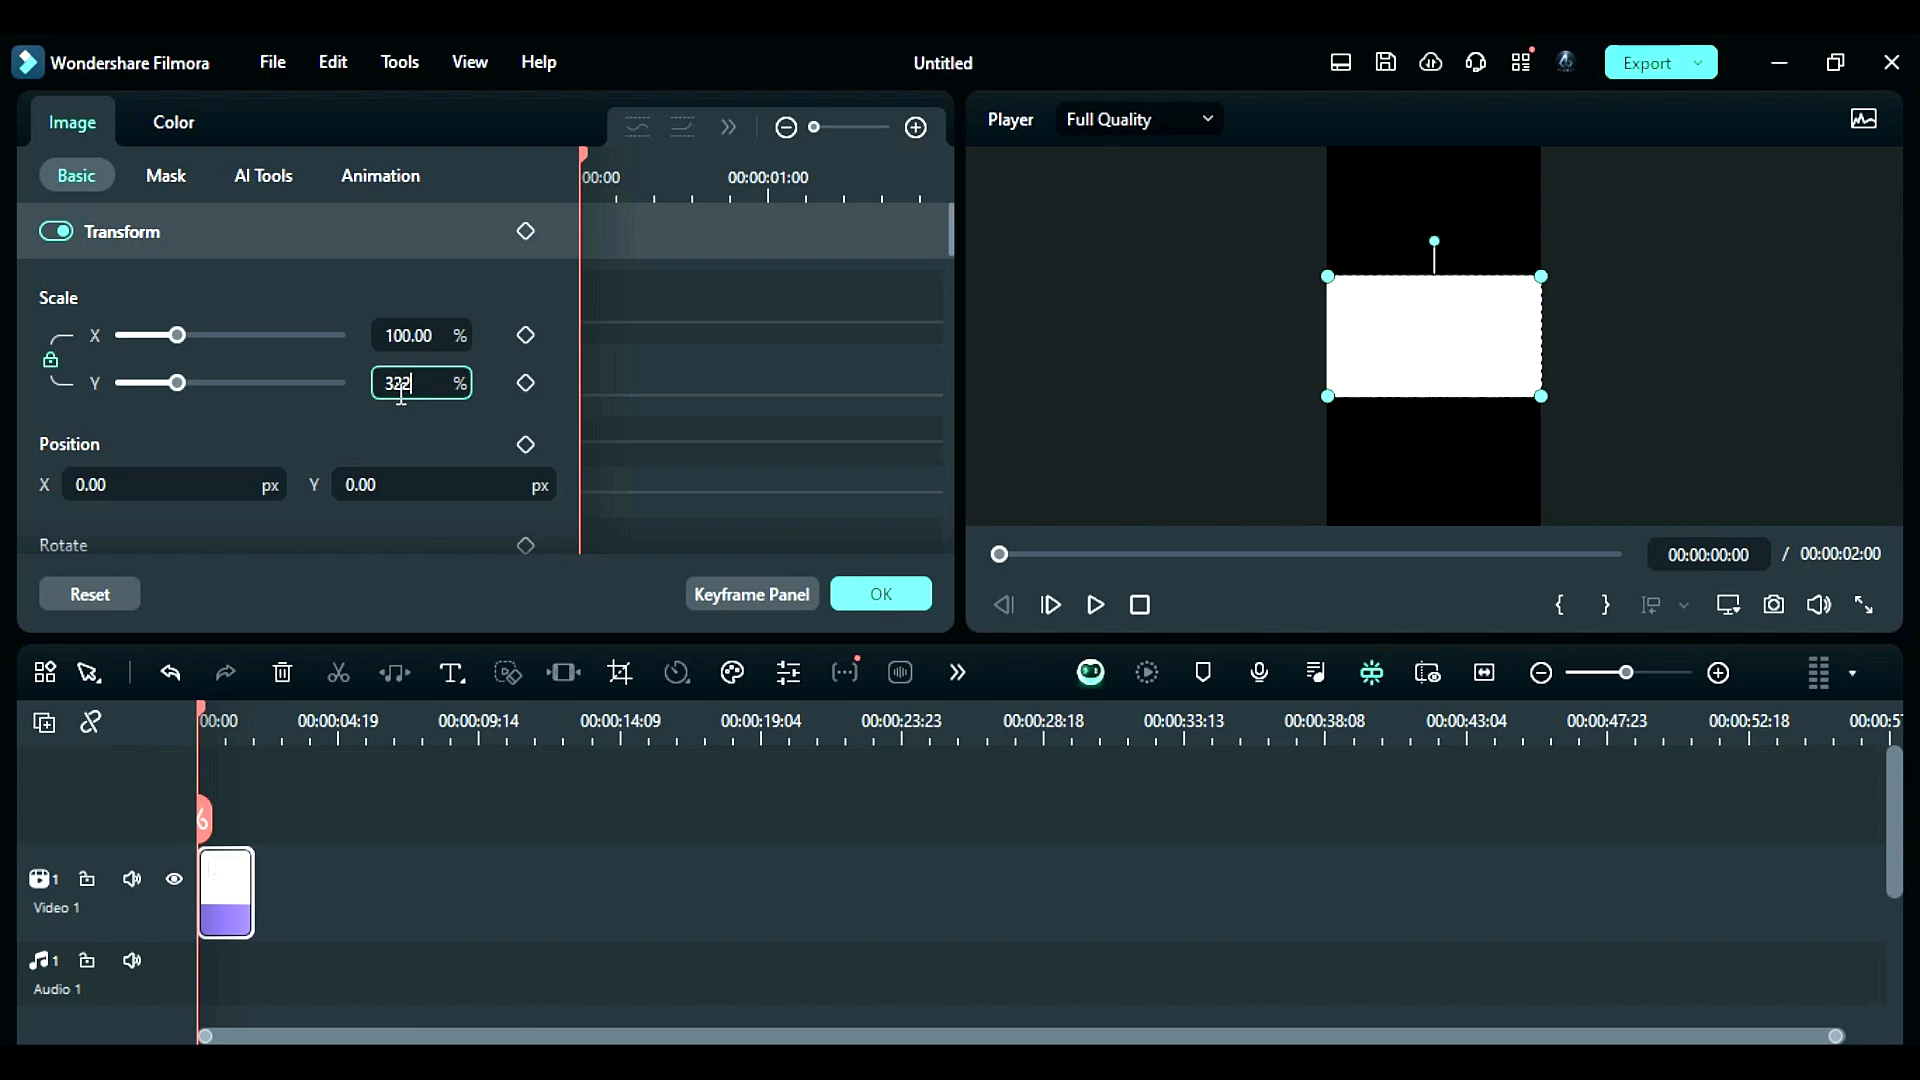 Wondershare Filmora File Edit Tools View Help Untitled Export
Image Color
Player Full Quality
Basic Mask AI Tools Animation
00:00 00:00:01:00
Transform
Scale
X 100.00 %
Y 322 %
Position
X 0.00 px Y 0.00 px
Rotate
00:00:00:00 / 00:00:02:00
Reset Keyframe Panel OK
00:00 00:00:04:19 00:00:09:14 00:00:14:09 00:00:19:04 00:00:23:23 00:00:28:18 00:00:33:13 00:00:38:08 00:00:43:04 00:00:47:23 00:00:52:18
1
Video 1
1
Audio 1